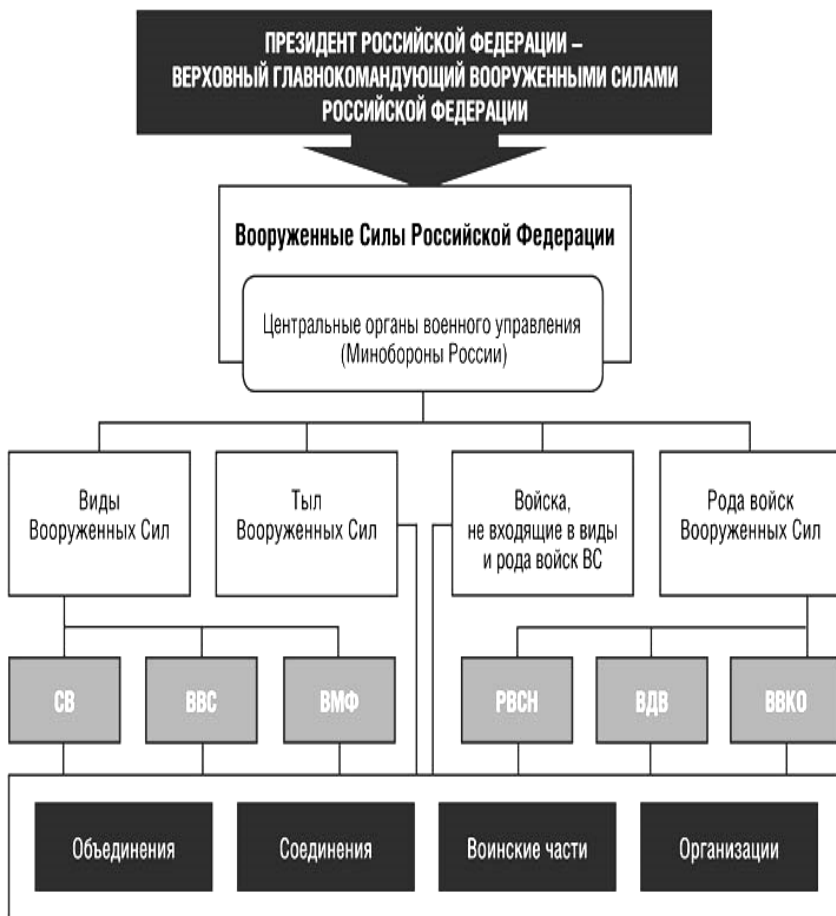 ПРЕЗИДЕНТ РОССИЙСКОЙ ФЕДЕРАЦИИ –
ВЕРХОВНЫЙ ГЛАВНОКОМАНДУЮЩИЙ ВООРУЖЕННЫМИ СИЛАМИ
РОССИЙСКОЙ ФЕДЕРАЦИИ
Вооруженные Силы Российской Федерации
Центральные органы военного управления
(Минобороны России)
Виды
Вооруженных Сил
Тыл
Вооруженных Сил
Войска,
не входящие в виды
и рода войск ВС
Рода войск
Вооруженных Сил
СВ
ВВС
ВМФ
РВСН
ВДВ
ВВКО
Объединения
Соединения
Воинские части
Организации